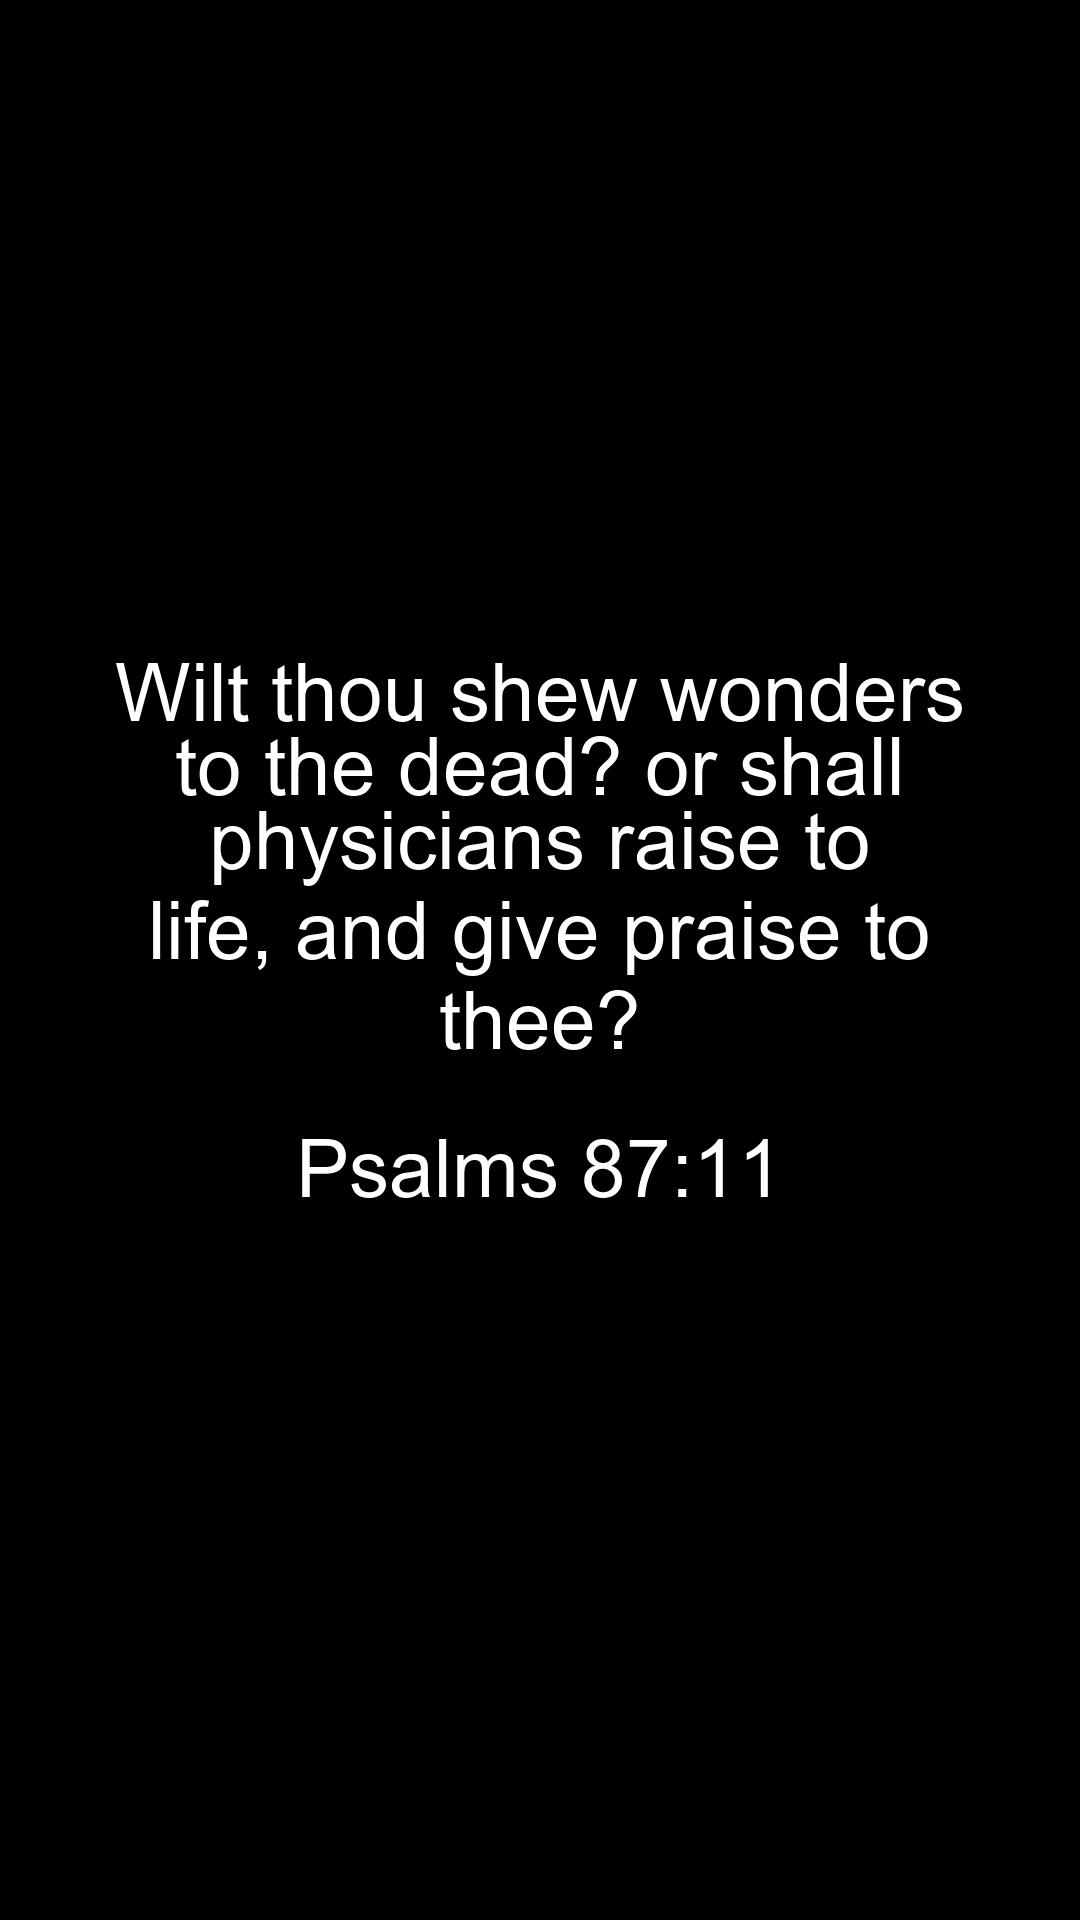 Wilt thou shew wonders
to the dead? or shall
physicians raise to
life, and give praise to
thee?
Psalms 87:11